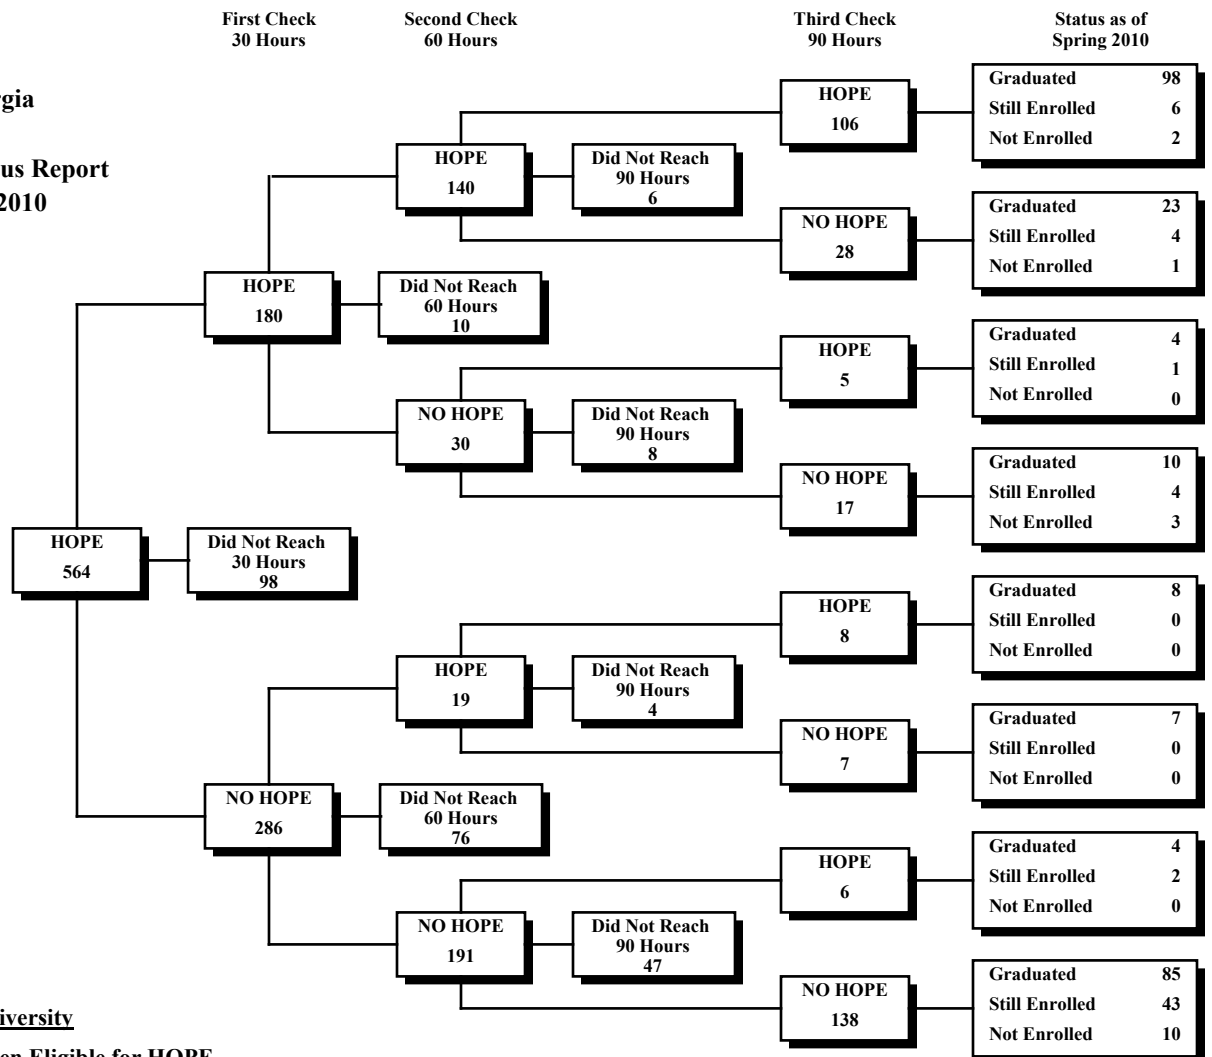 First Check
30 Hours
Second Check
60 Hours
Third Check
90 Hours
Status as of
Spring 2010
rgia
us Report
2010
HOPE
564
Did Not Reach
30 Hours
98
HOPE
180
Did Not Reach
60 Hours
10
NO HOPE
286
Did Not Reach
60 Hours
76
HOPE
140
Did Not Reach
90 Hours
6
NO HOPE
30
Did Not Reach
90 Hours
8
HOPE
19
Did Not Reach
90 Hours
4
NO HOPE
191
Did Not Reach
90 Hours
47
HOPE
106
Graduated 98
Still Enrolled 6
Not Enrolled 2
NO HOPE
28
Graduated 23
Still Enrolled 4
Not Enrolled 1
HOPE
5
Graduated 4
Still Enrolled 1
Not Enrolled 0
NO HOPE
17
Graduated 10
Still Enrolled 4
Not Enrolled 3
HOPE
8
Graduated 8
Still Enrolled 0
Not Enrolled 0
NO HOPE
7
Graduated 7
Still Enrolled 0
Not Enrolled 0
HOPE
6
Graduated 4
Still Enrolled 2
Not Enrolled 0
NO HOPE
138
Graduated 85
Still Enrolled 43
Not Enrolled 10
iversity
en Eligible for HOPE